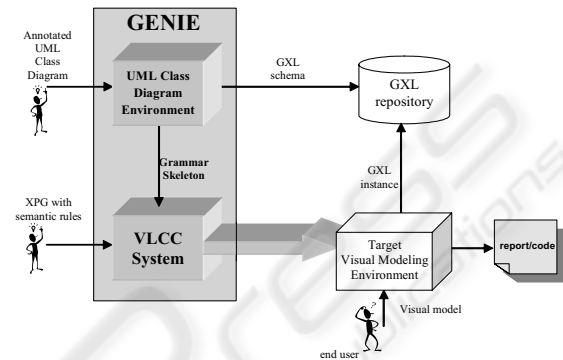 GENIE
Annotated
UML
Class
Diagram
UML Class
Diagram
Environment
GXL
schema
GXL
repository
Grammar
Skeleton
GXL
instance
XPG with
semantic rules
VLCC
System
Target
Visual Modeling
Environment
report/code
Visual model
end user